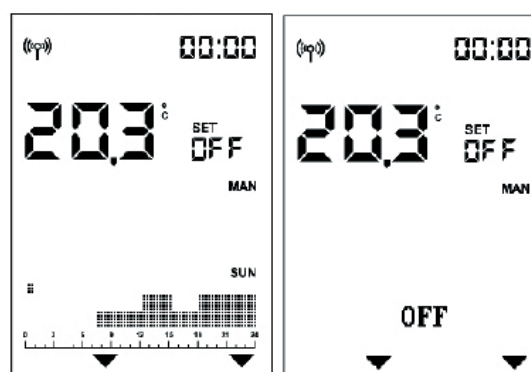 00:00
20.3 °C
SET
OFF
MAN
SUN
0 3 6 9 12 15 18 21 24
00:00
20.3 °C
SET
OFF
MAN
OFF